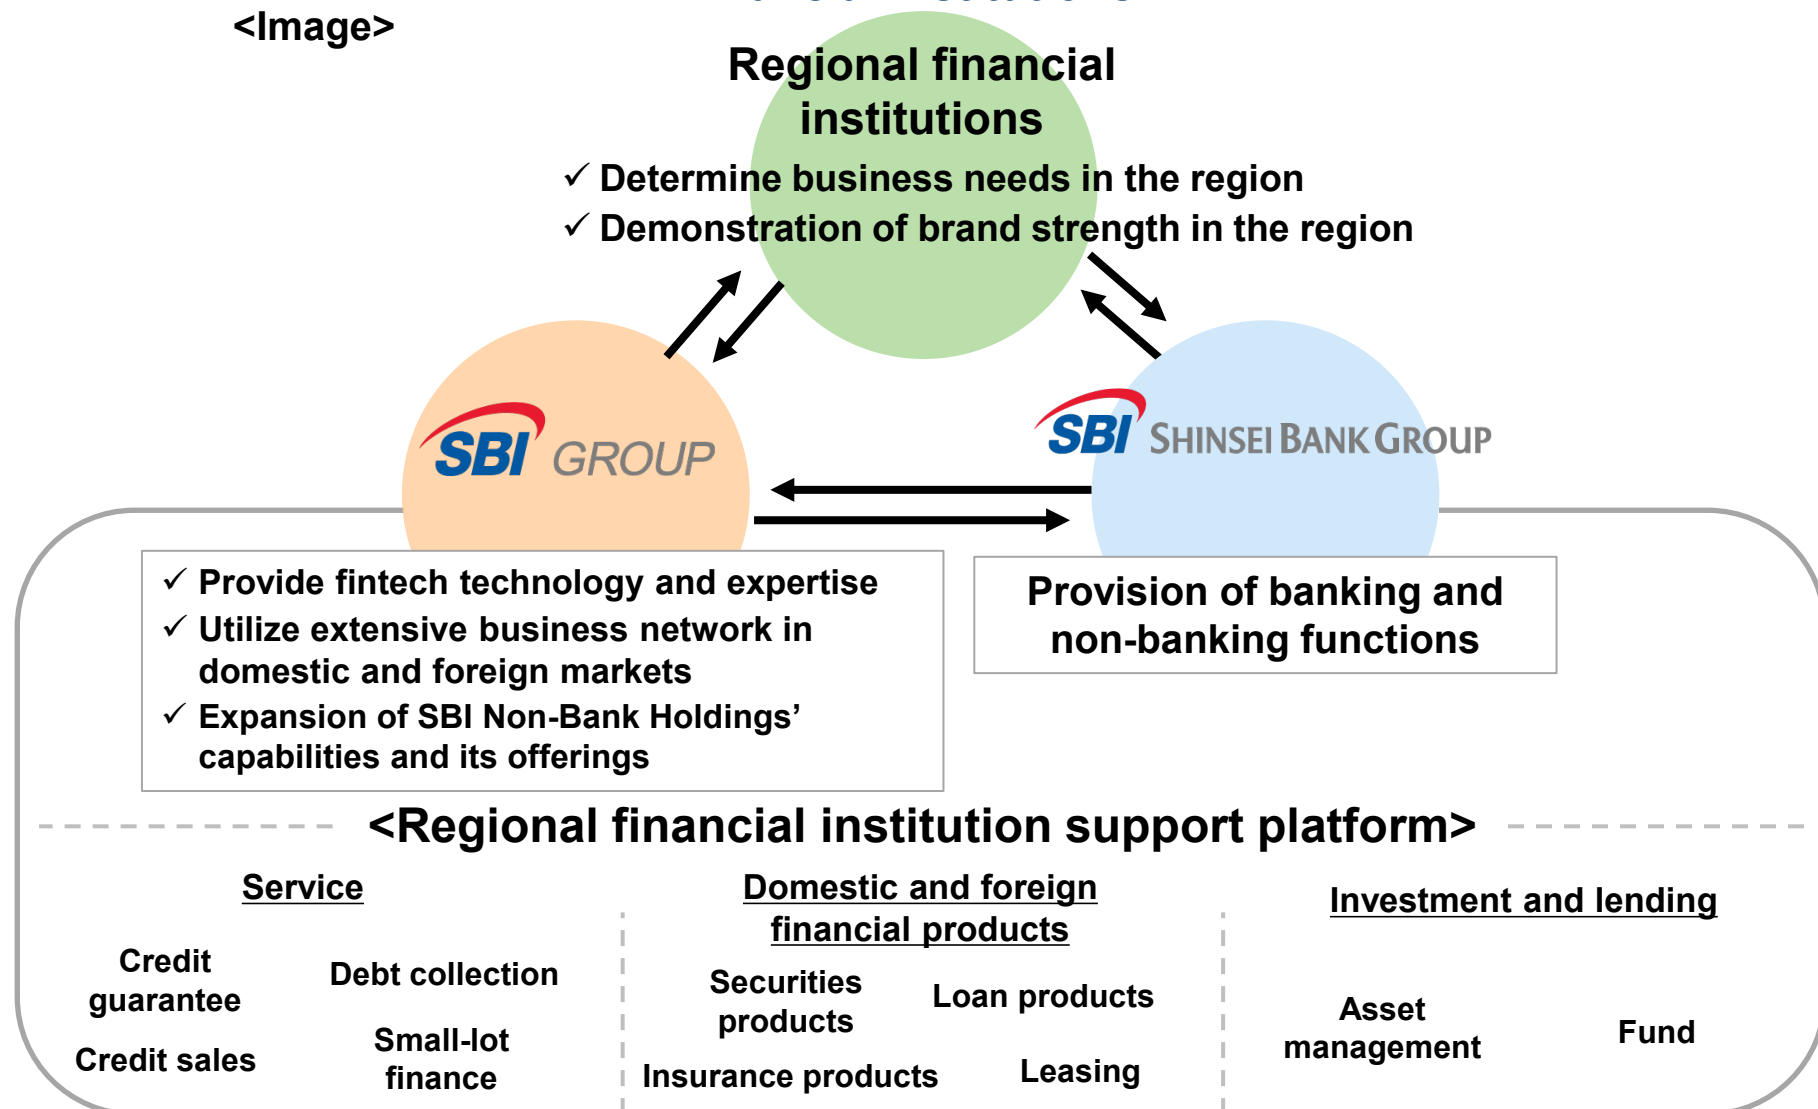 <Image>
Regional financial
institutions
✓ Determine business needs in the region
✓ Demonstration of brand strength in the region
SBI GROUP
SBI SHINSEI BANK GROUP
✓ Provide fintech technology and expertise
✓ Utilize extensive business network in
domestic and foreign markets
✓ Expansion of SBI Non-Bank Holdings’
capabilities and its offerings
Provision of banking and
non-banking functions
<Regional financial institution support platform>
Service
Credit
guarantee
Debt collection
Credit sales
Small-lot
finance
Domestic and foreign
financial products
Securities
products
Loan products
Insurance products
Leasing
Investment and lending
Asset
management
Fund